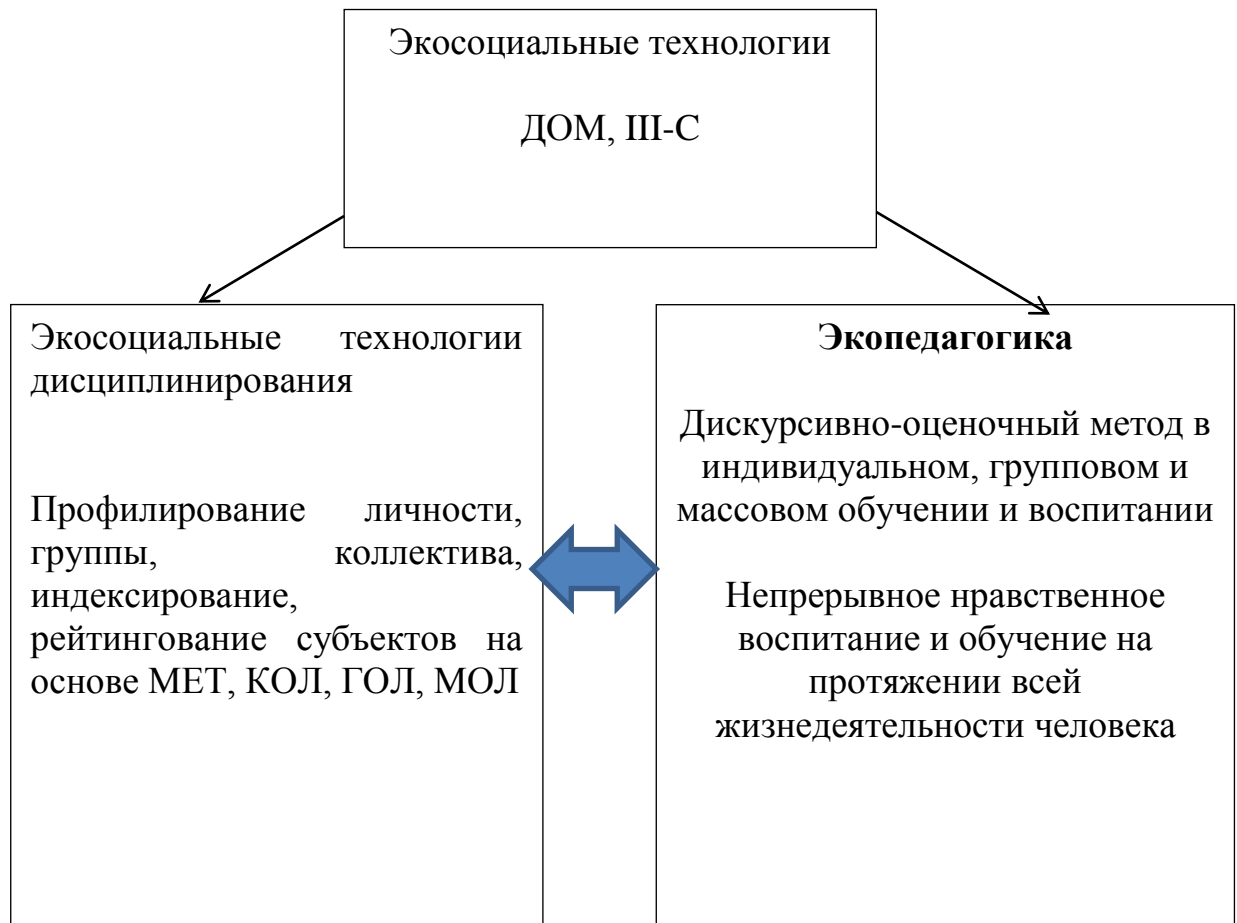 Экосоциальные технологии
ДОМ, III-С
Экосоциальные технологии
дисциплинирования
Профилирование личности,
группы, коллектива,
индексирование,
рейтингование субъектов на
основе МЕТ, КОЛ, ГОЛ, МОЛ
Экопедагогика
Дискурсивно-оценочный метод в
индивидуальном, групповом и
массовом обучении и воспитании
Непрерывное нравственное
воспитание и обучение на
протяжении всей
жизнедеятельности человека